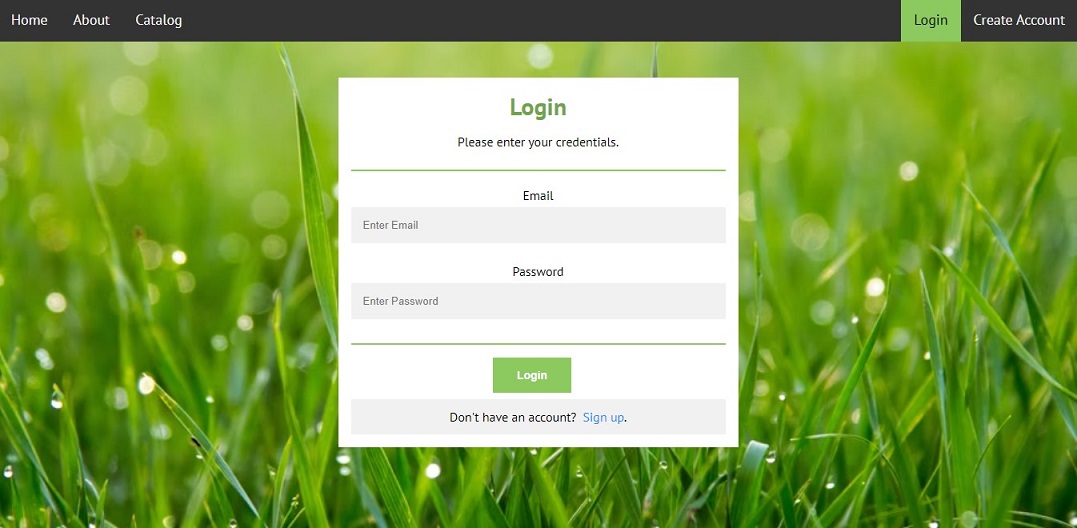 Home About Catalog Login Create Account
Login
Please enter your credentials.
Email
Enter Email
Password
Enter Password
Login
Don't have an account? Sign up.